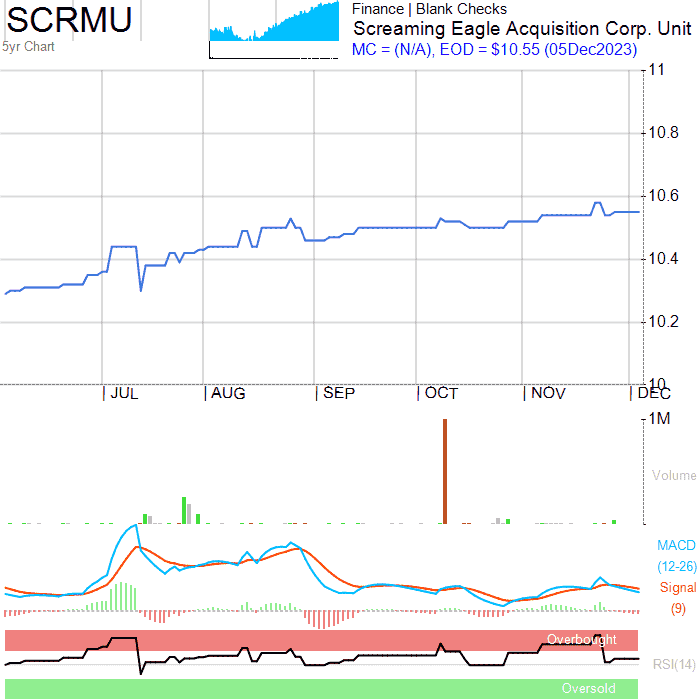 SCRMU
5yr Chart
Finance | Blank Checks
Screaming Eagle Acquisition Corp. Unit
MC = (N/A), EOD = $10.55 (05Dec2023)
11
10.8
10.6
10.4
10.2
10
| JUL | AUG | SEP | OCT | NOV | DEC
1M
Volume
MACD
(12-26)
Signal
(9)
Overbought
RSI(14)
Oversold